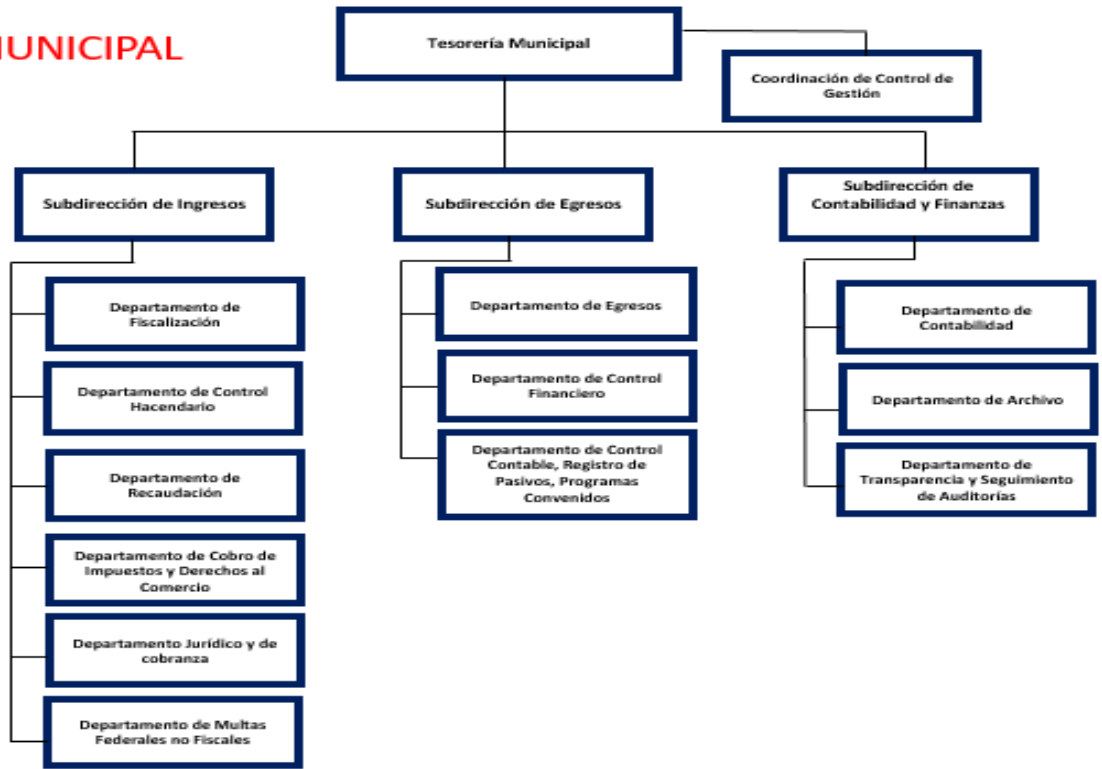 MUNICIPAL
Tesorería Municipal
Coordinación de Control de
Gestión
Subdirección de Ingresos
Subdirección de Egresos
Subdirección de
Contabilidad y Finanzas
Departamento de
Fiscalización
Departamento de Control
Hacendario
Departamento de
Recaudación
Departamento de Cobro de
Impuestos y Derechos al
Comercio
Departamento Jurídico y de
cobranza
Departamento de Multas
Federales no Fiscales
Departamento de Egresos
Departamento de Control
Financiero
Departamento de Control
Contable, Registro de
Pasivos, Programas
Convenidos
Departamento de
Contabilidad
Departamento de Archivo
Departamento de
Transparencia y Seguimiento
de Auditorías